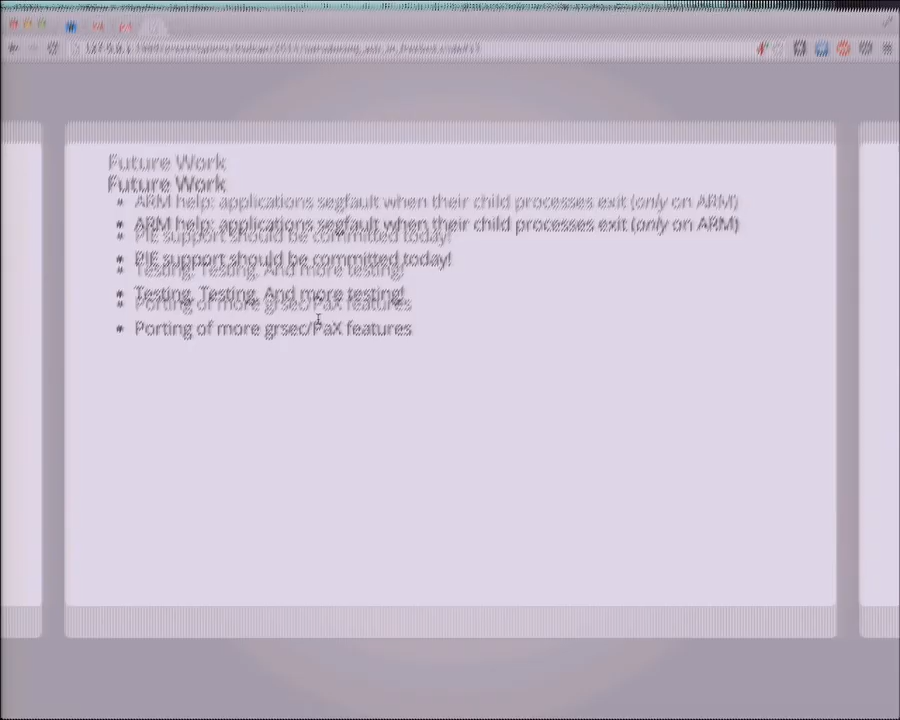 Future Work
ARM help: applications segfault when their child processes exit (only on ARM)
PIE support should be committed today!
Testing. Testing. And more testing!
Porting of more grsec/PaX features